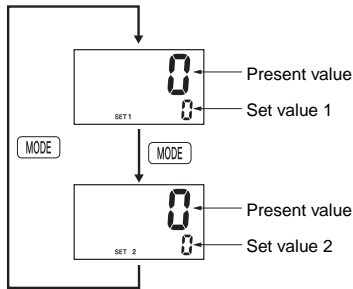 0
Present value
SET1 0
Set value 1
MODE
MODE
0
Present value
SET 2 0
Set value 2